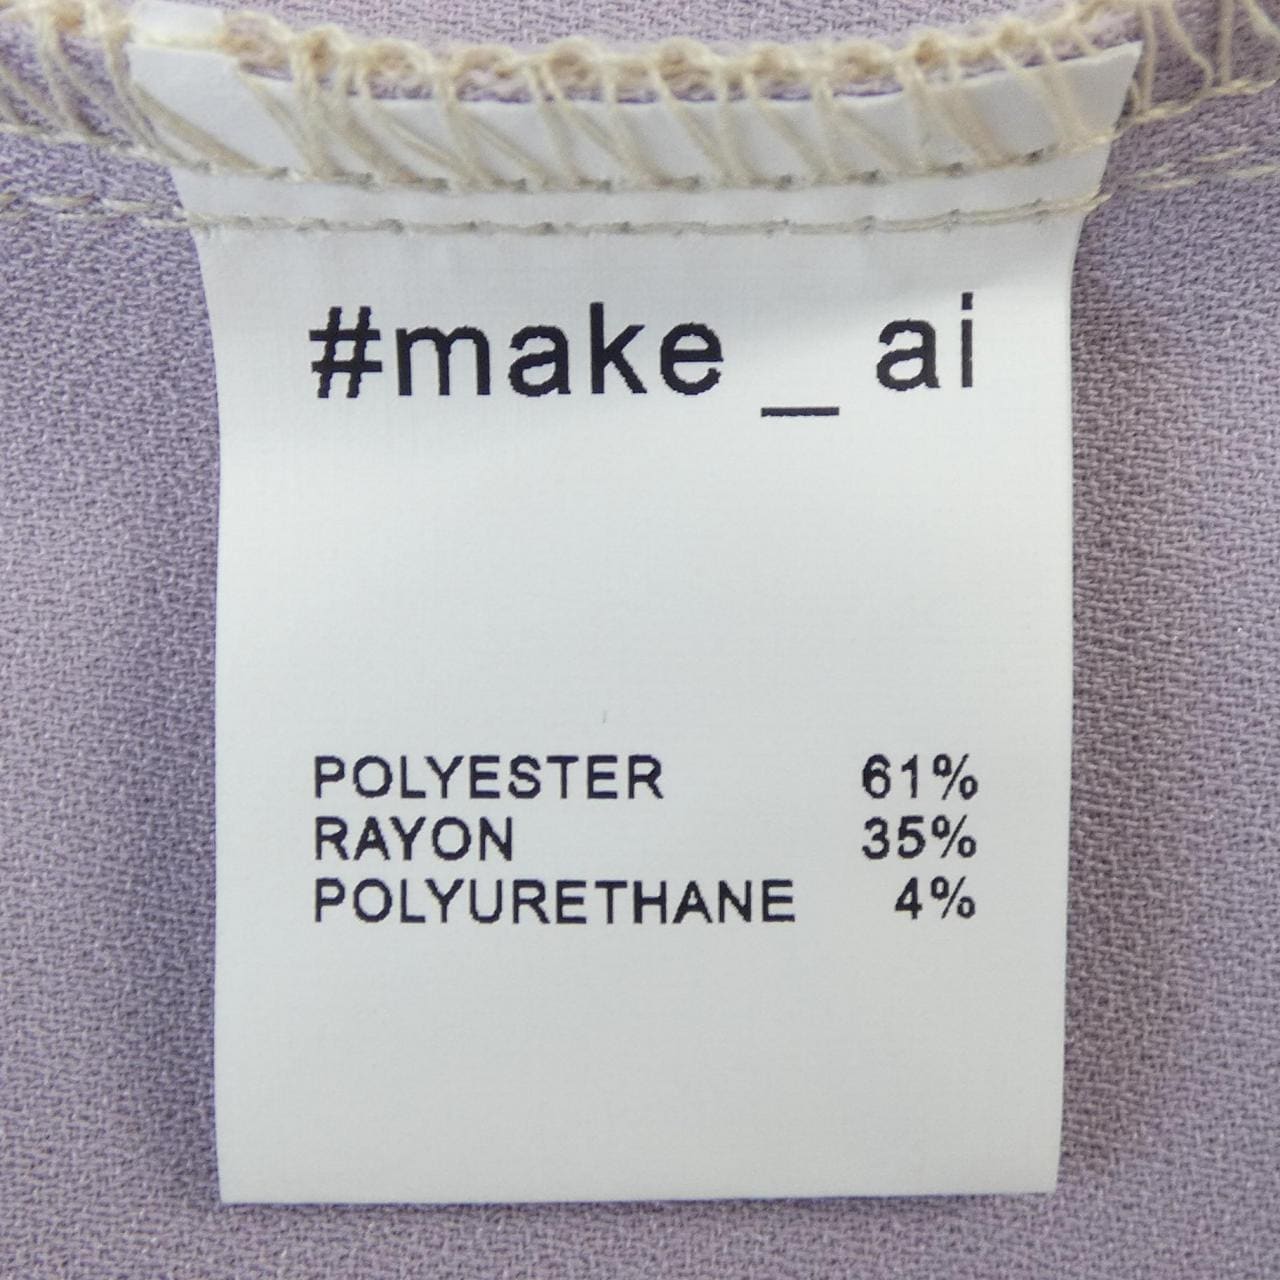 #make_ai
POLYESTER 61%
RAYON 35%
POLYURETHANE 4%